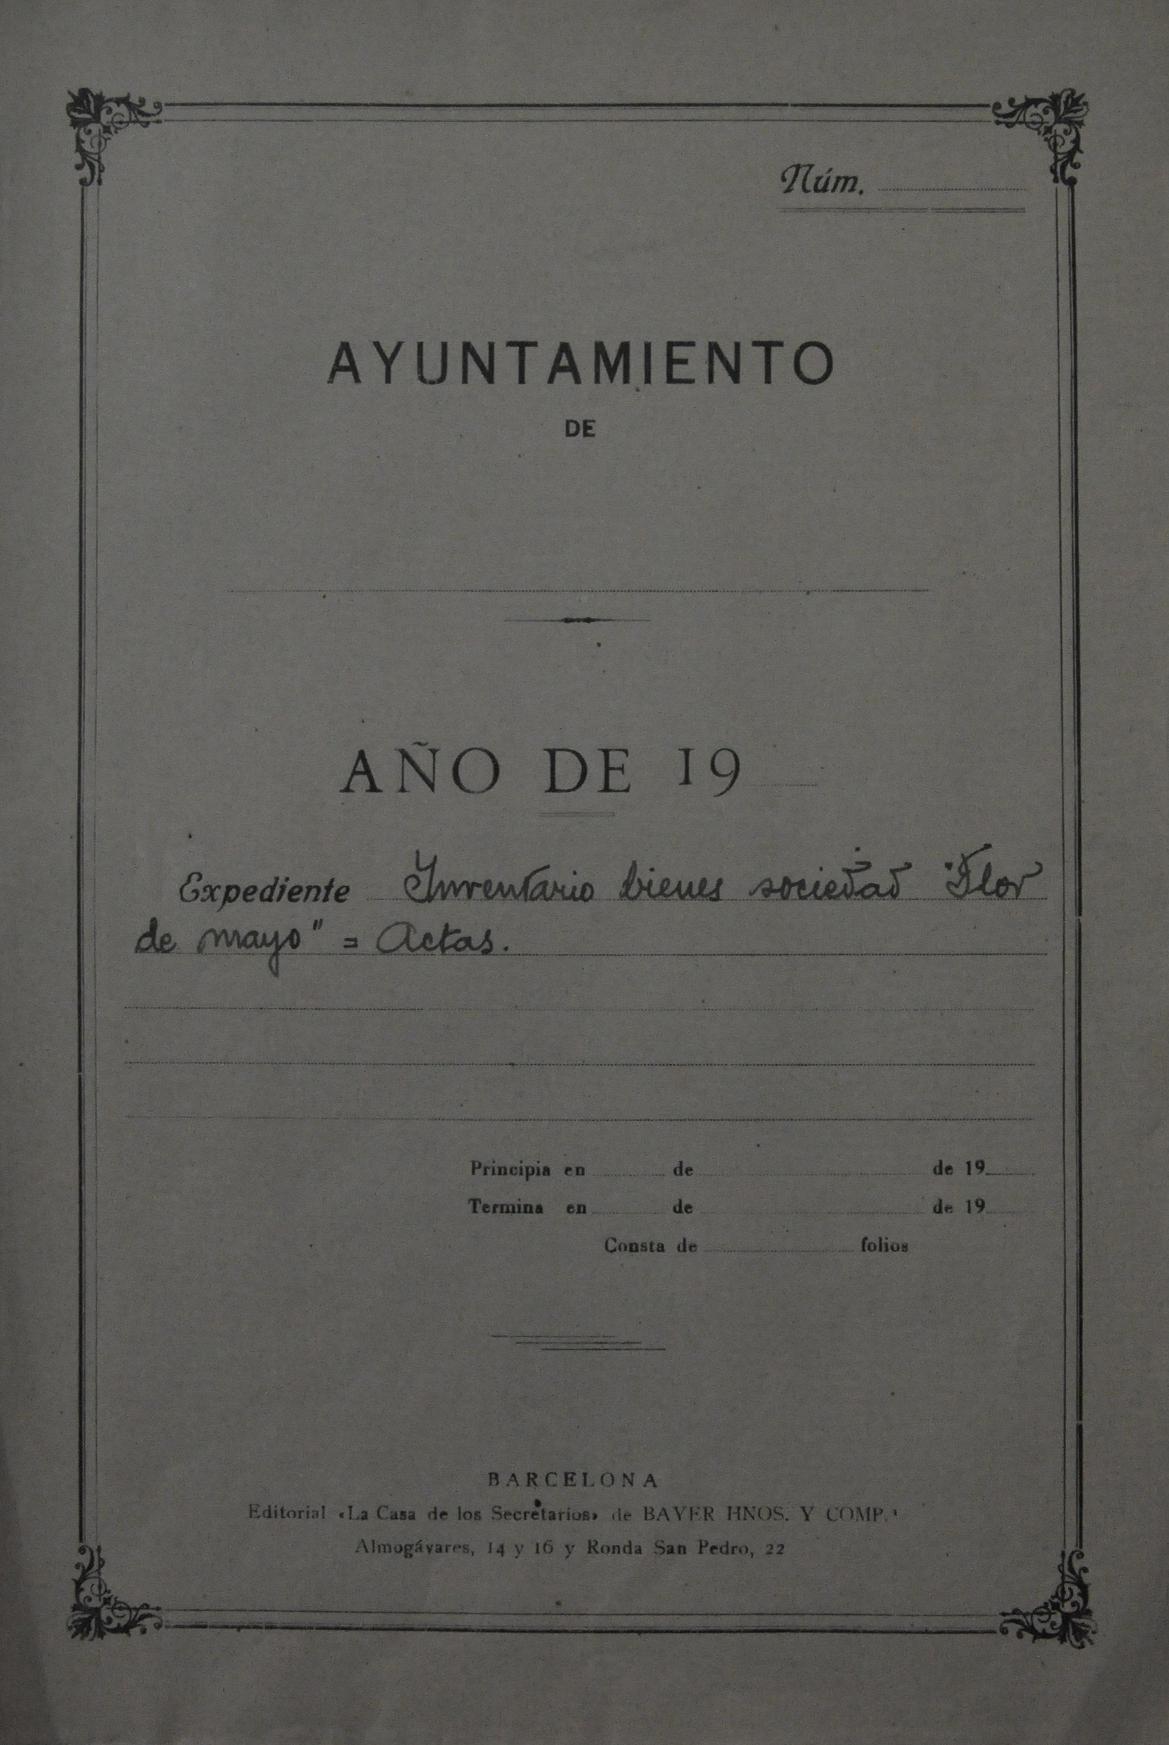 Núm.
AYUNTAMIENTO
DE
AÑO DE 19
Expediente Inventario bienes sociedad "Flor
de mayo" = Actas.
Principia en de de 19
Termina en de de 19
Consta de folios
BARCELONA
Editorial «La Casa de los Secretarios» de BAYER HNOS. Y COMP.ª
Almogávares, 14 y 16 y Ronda San Pedro, 22